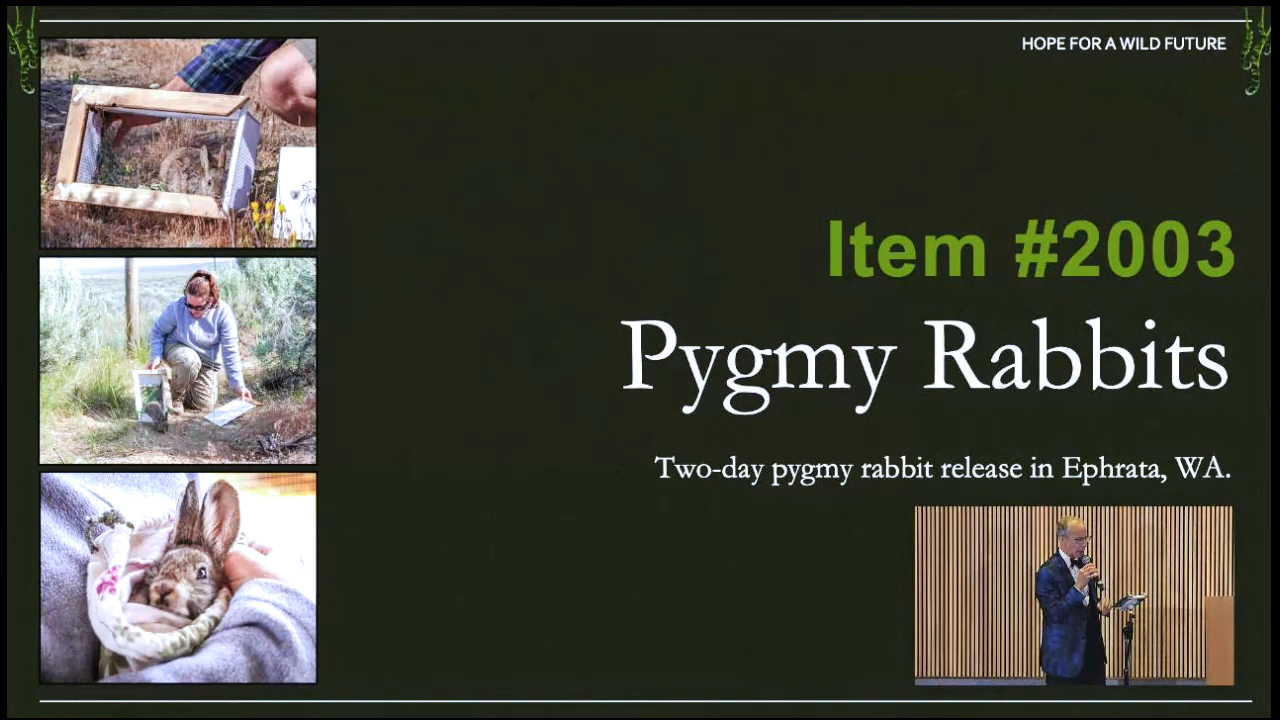 HOPE FOR A WILD FUTURE
Item #2003
Pygmy Rabbits
Two-day pygmy rabbit release in Ephrata, WA.